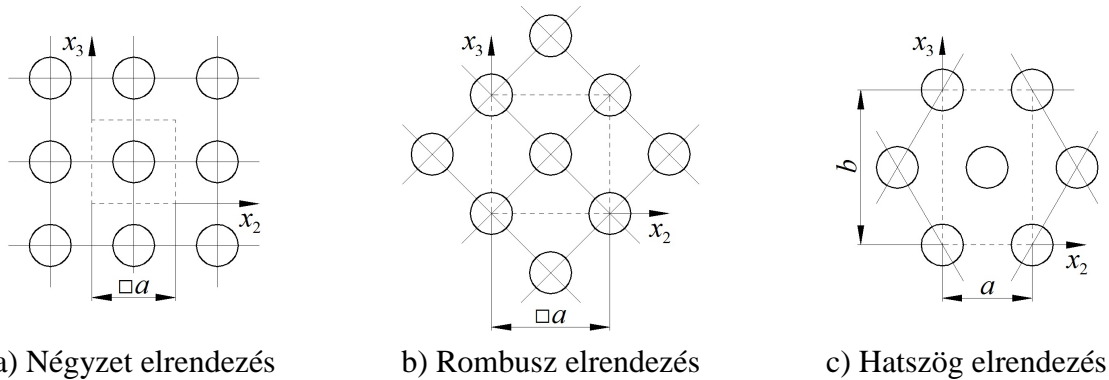 x₃
x₂
□a
a) Négyzet elrendezés
x₃
x₂
□a
b) Rombusz elrendezés
x₃
b
x₂
a
c) Hatszög elrendezés